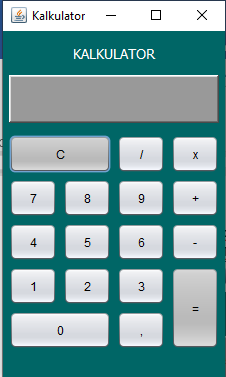 Kalkulator
KALKULATOR
C / x
7 8 9 +
4 5 6 -
1 2 3
=
0 ,